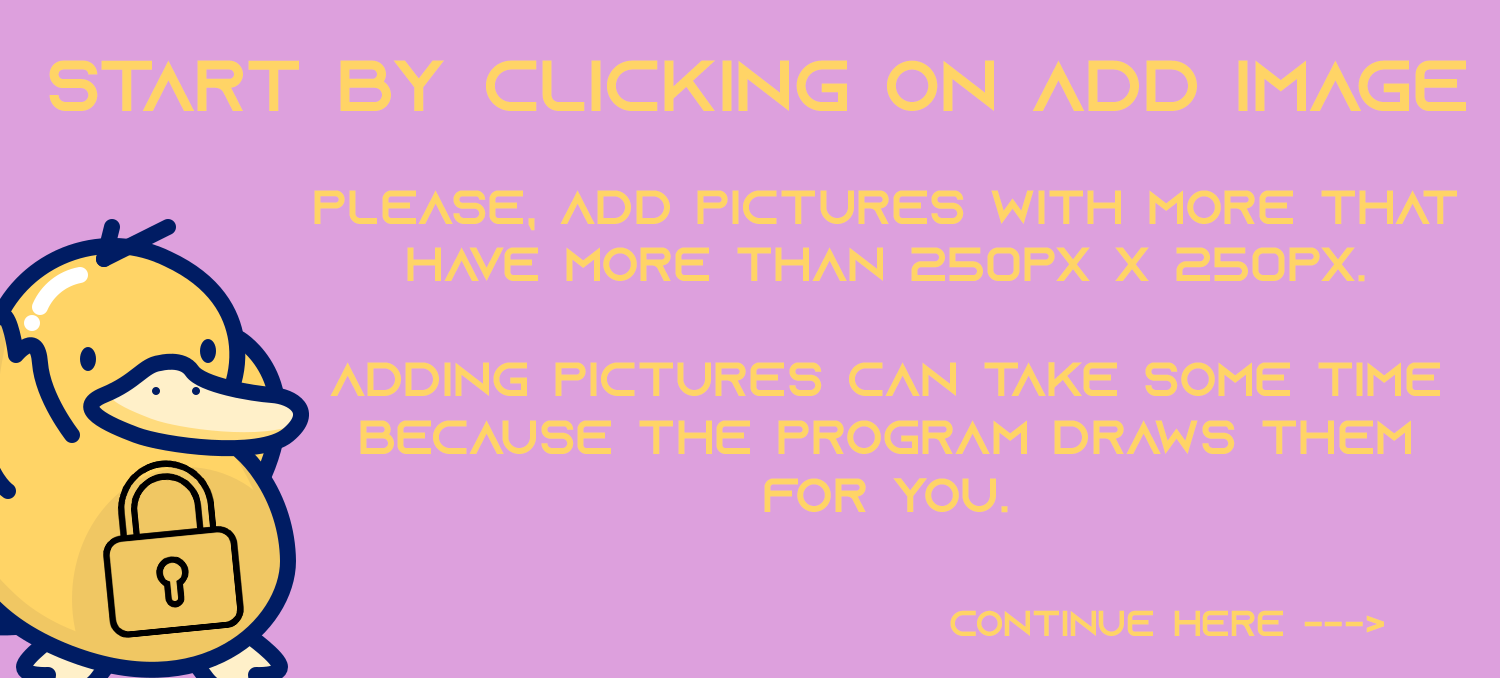 START BY CLICKING ON ADD IMAGE
PLEASE, ADD PICTURES WITH MORE THAT
HAVE MORE THAN 250PX X 250PX.
ADDING PICTURES CAN TAKE SOME TIME
BECAUSE THE PROGRAM DRAWS THEM
FOR YOU.
CONTINUE HERE --->